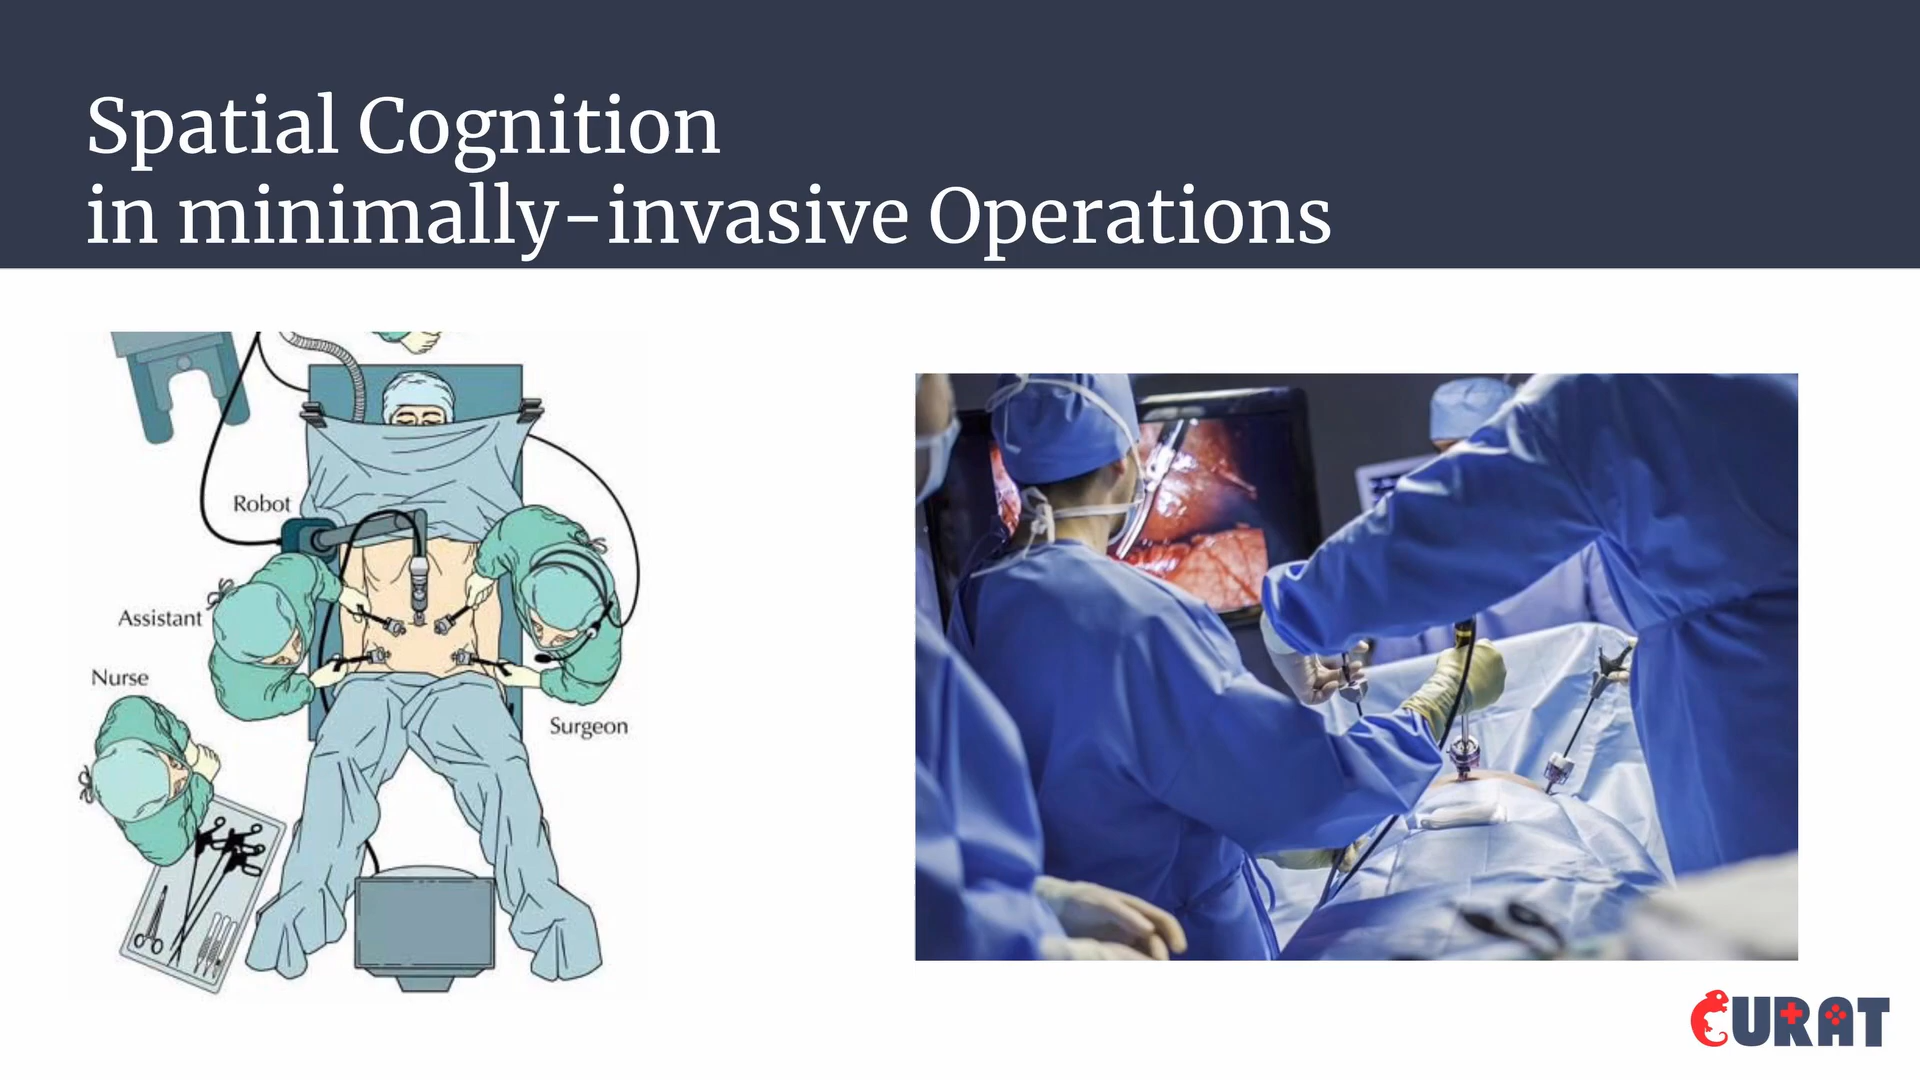 Spatial Cognition
in minimally-invasive Operations
Robot
Assistant
Nurse
Surgeon
CURAT